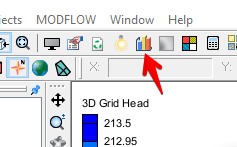 ects MODFLOW Window Help
X: Y:
3D Grid Head
213.5
212.95